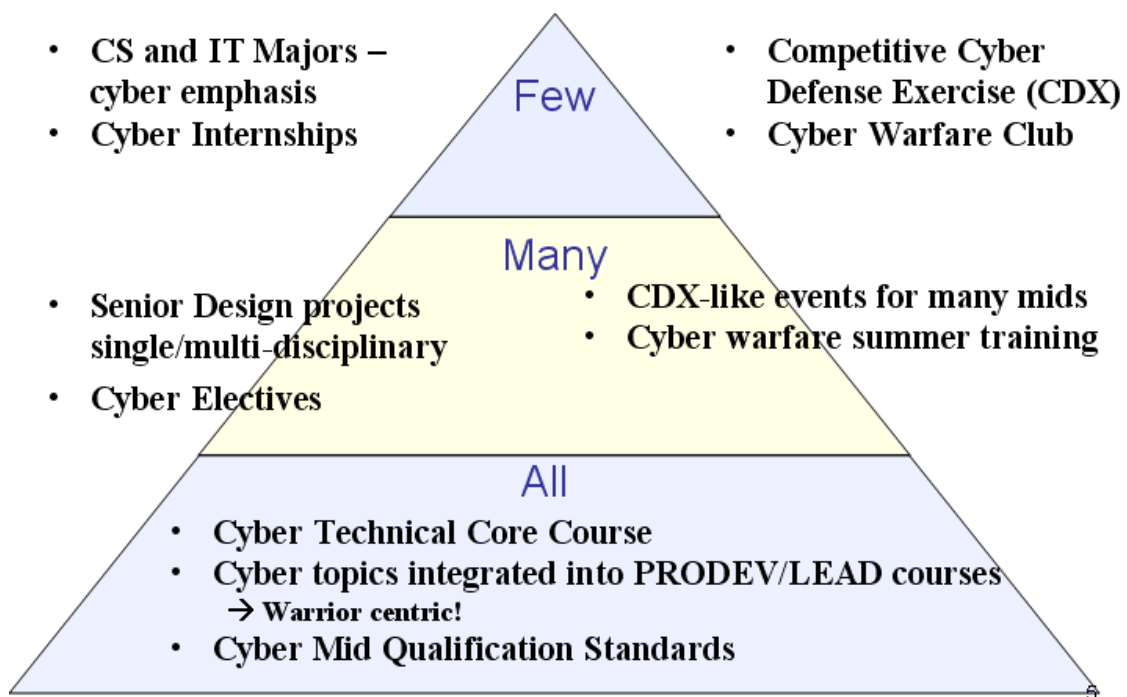 • CS and IT Majors –
cyber emphasis
• Cyber Internships
• Competitive Cyber
Defense Exercise (CDX)
• Cyber Warfare Club
Few
Many
• Senior Design projects
single/multi-disciplinary
• Cyber Electives
• CDX-like events for many mids
• Cyber warfare summer training
All
• Cyber Technical Core Course
• Cyber topics integrated into PRODEV/LEAD courses
→ Warrior centric!
• Cyber Mid Qualification Standards
5